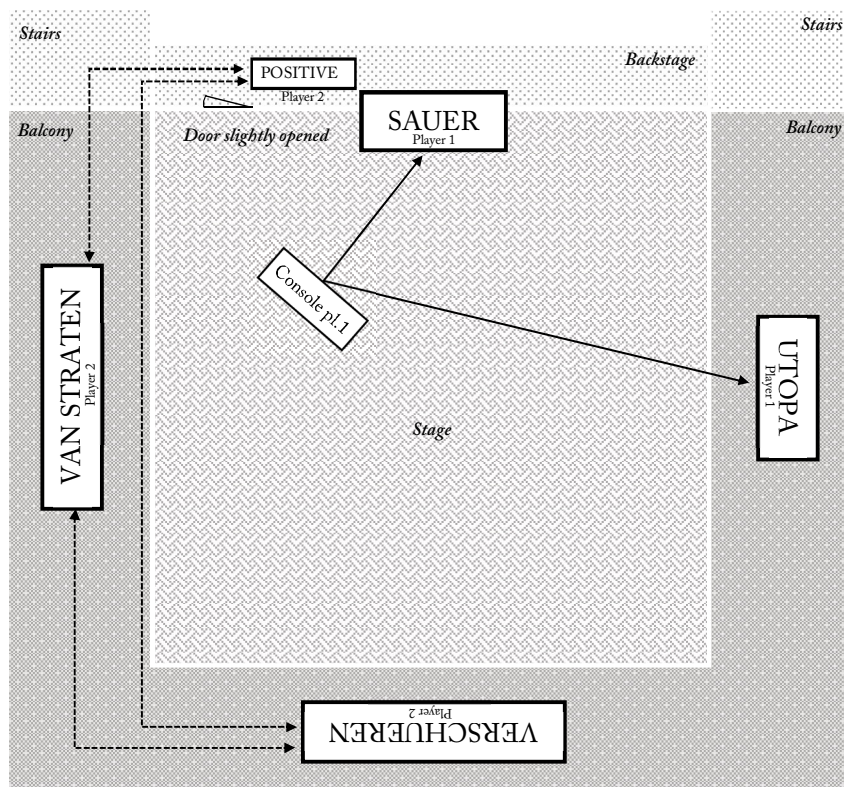 Stairs
Stairs
Backstage
POSITIVE
Player 2
SAUER
Player 1
Balcony
Door slightly opened
Balcony
Console pl.1
VAN STRATEN
Player 2
UTOPA
Player 1
Stage
VERSCHUEREN
Player 2